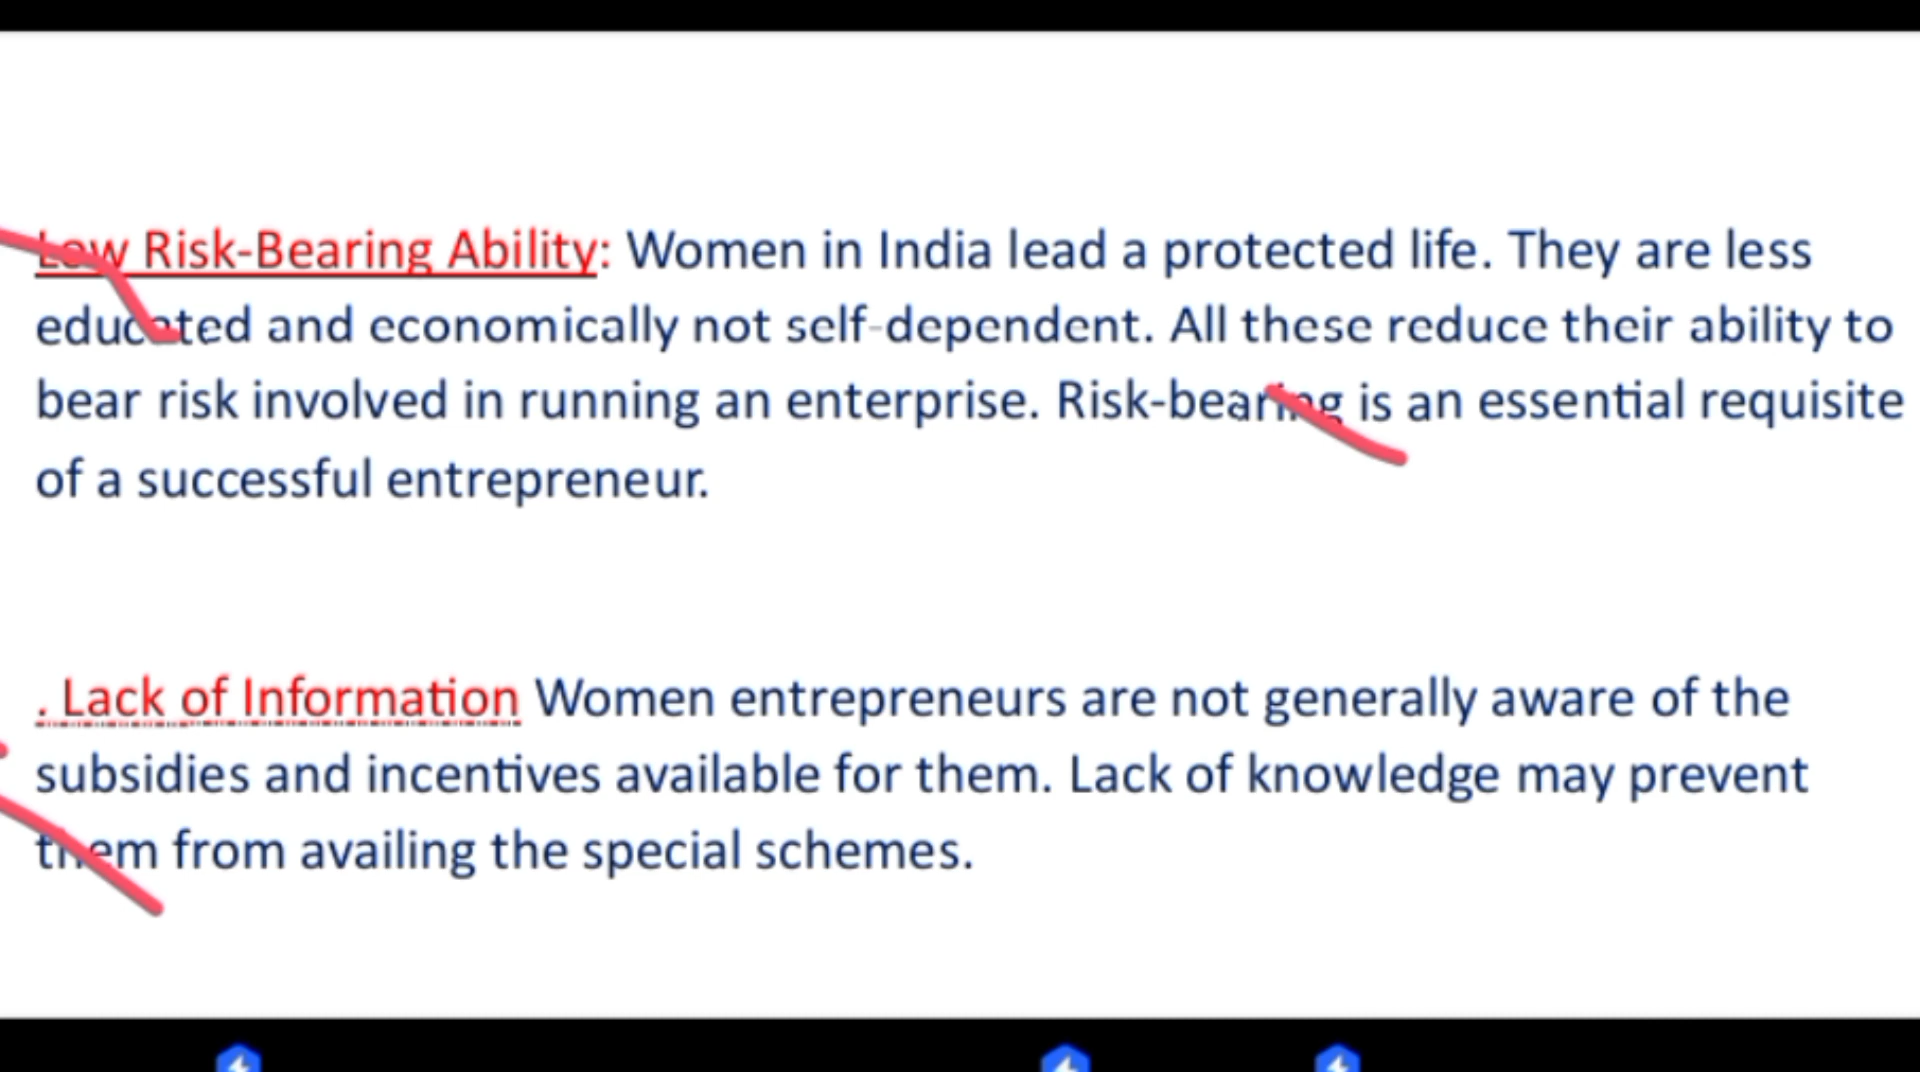 Low Risk-Bearing Ability: Women in India lead a protected life. They are less
educated and economically not self-dependent. All these reduce their ability to
bear risk involved in running an enterprise. Risk-bearing is an essential requisite
of a successful entrepreneur.
. Lack of Information Women entrepreneurs are not generally aware of the
subsidies and incentives available for them. Lack of knowledge may prevent
them from availing the special schemes.